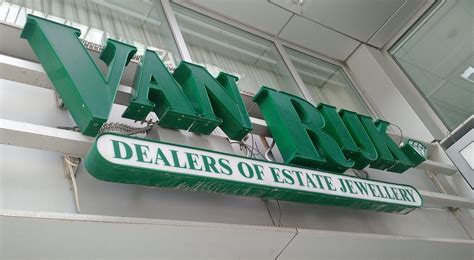 VAN RIJK
DEALERS OF ESTATE JEWELLERY